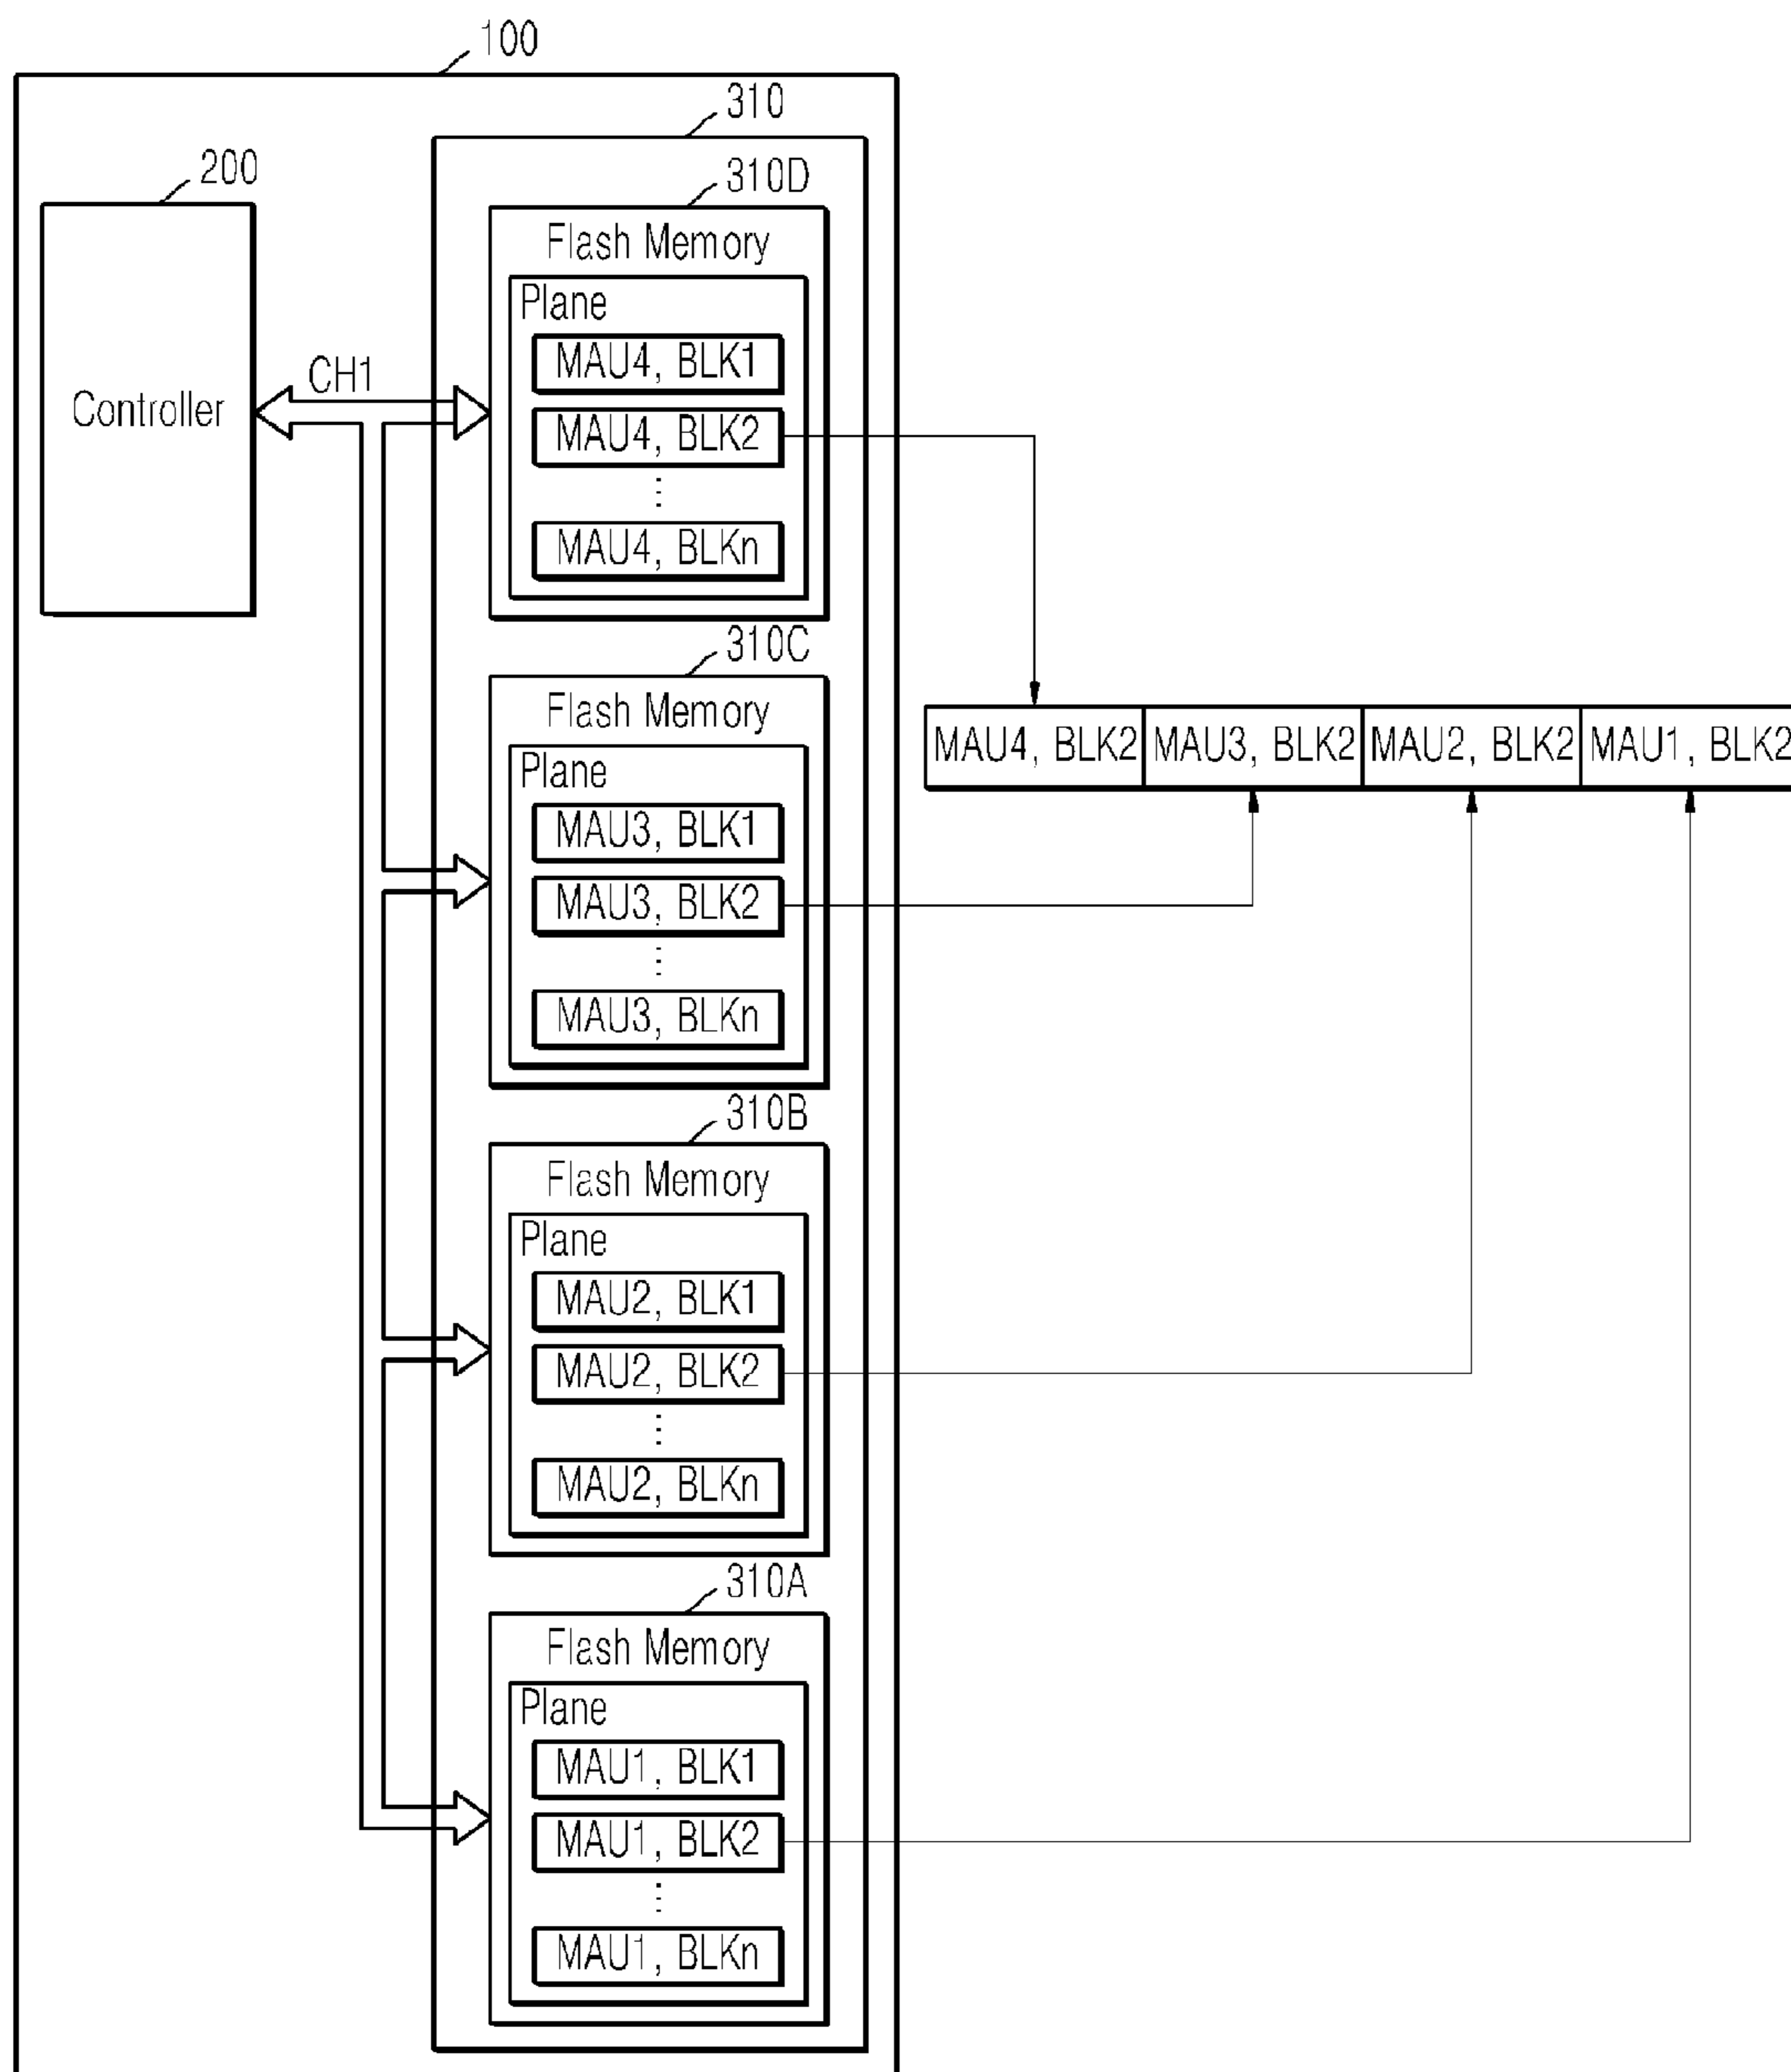 100
310
200
310D
Flash Memory
Plane
MAU4, BLK1
CH1
Controller
MAU4, BLK2
MAU4, BLKn
310C
Flash Memory
MAU4, BLK2 MAU3, BLK2 MAU2, BLK2 MAU1, BLK2
Plane
MAU3, BLK1
MAU3, BLK2
MAU3, BLKn
310B
Flash Memory
Plane
MAU2, BLK1
MAU2, BLK2
MAU2, BLKn
310A
Flash Memory
Plane
MAU1, BLK1
MAU1, BLK2
MAU1, BLKn